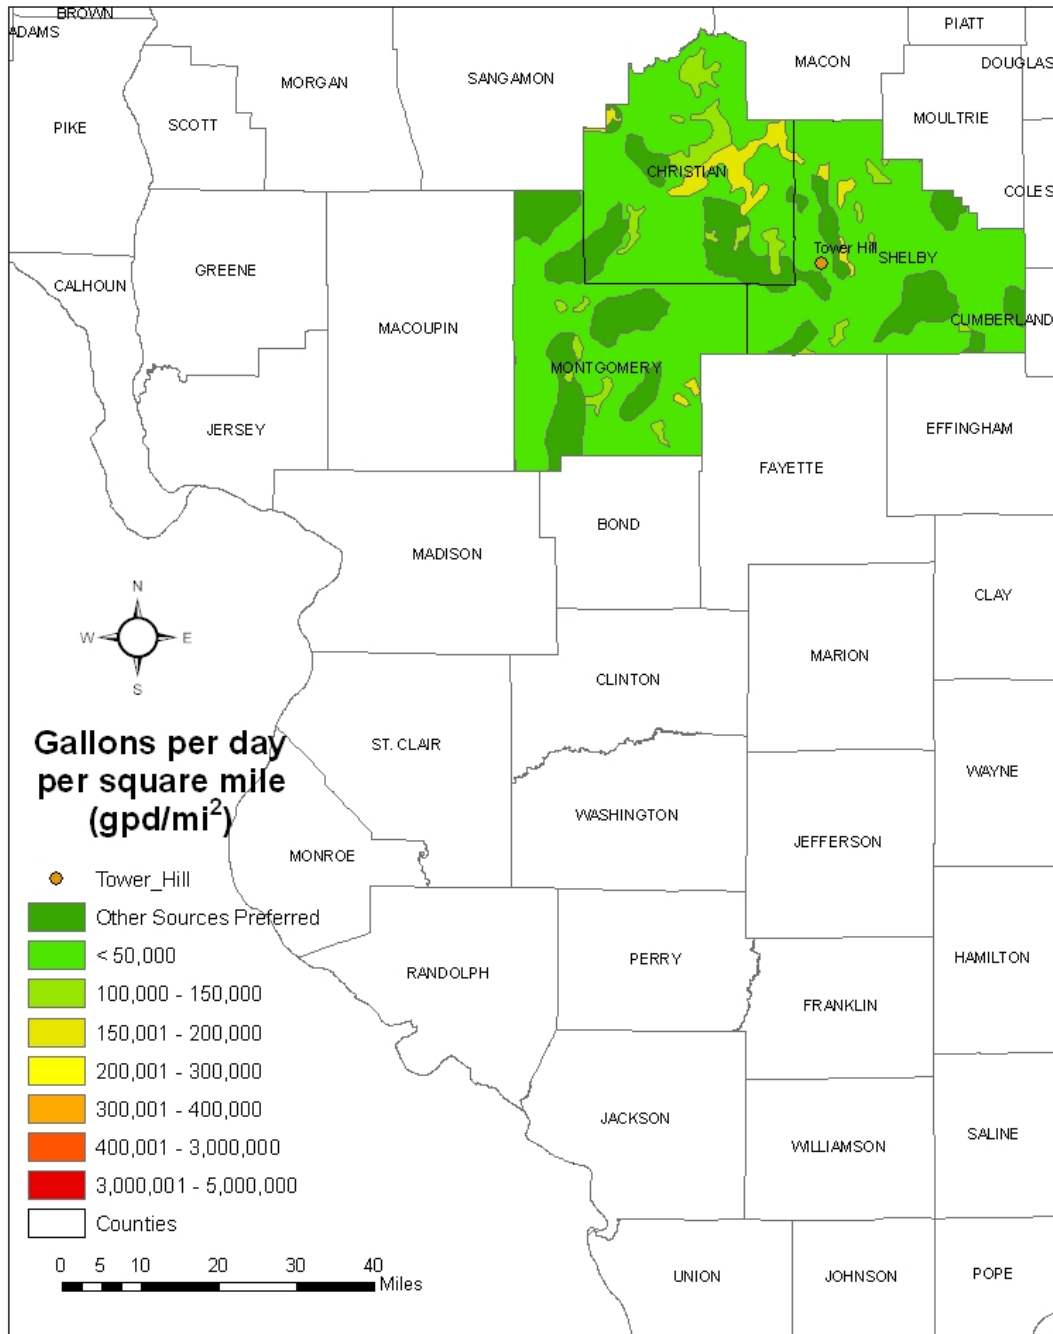 BROWN
ADAMS
PIATT
MACON
DOUGLAS
SANGAMON
MORGAN
MOULTRIE
SCOTT
PIKE
CHRISTIAN
COLES
Tower Hill
SHELBY
GREENE
CALHOUN
CUMBERLAND
MACOUPIN
MONTGOMERY
JERSEY
EFFINGHAM
FAYETTE
BOND
MADISON
N
CLAY
W
E
MARION
CLINTON
S
ST. CLAIR
Gallons per day
per square mile
(gpd/mi²)
WAYNE
WASHINGTON
JEFFERSON
MONROE
Tower_Hill
Other Sources Preferred
< 50,000
100,000 - 150,000
150,001 - 200,000
200,001 - 300,000
300,001 - 400,000
400,001 - 3,000,000
3,000,001 - 5,000,000
Counties
HAMILTON
PERRY
RANDOLPH
FRANKLIN
JACKSON
SALINE
WILLIAMSON
0 5 10 20 30 40
Miles
UNION
JOHNSON
POPE